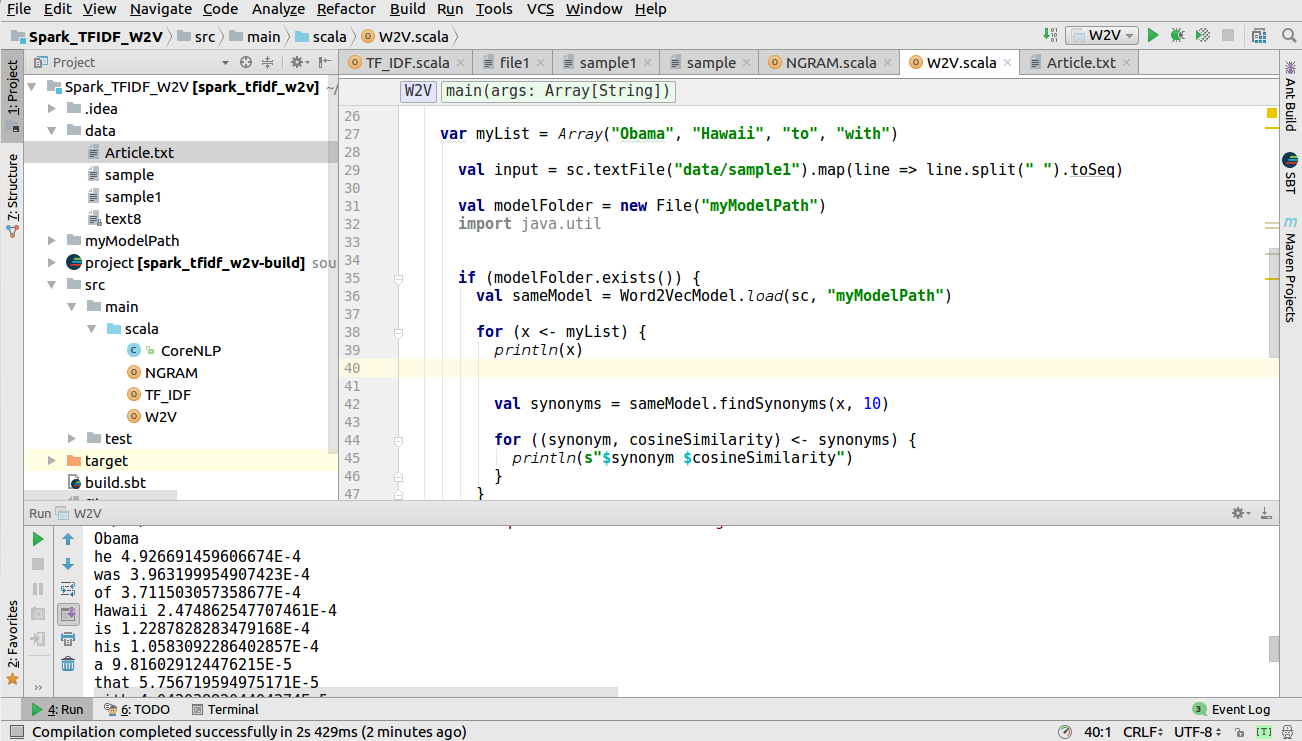 File Edit View Navigate Code Analyze Refactor Build Run Tools VCS Window Help
Spark_TFIDF_W2V src main scala W2V.scala W2V
1: Project
7: Structure
2: Favorites
Project
TF_IDF.scala file1 sample1 sample NGRAM.scala W2V.scala Article.txt
Spark_TFIDF_W2V [spark_tfidf_w2v] ~/
.idea
data
Article.txt
sample
sample1
text8
myModelPath
project [spark_tfidf_w2v-build] sou
src
main
scala
CoreNLP
NGRAM
TF_IDF
W2V
test
target
build.sbt
W2V main(args: Array[String])
26
27 var myList = Array("Obama", "Hawaii", "to", "with")
28
29 val input = sc.textFile("data/sample1").map(line => line.split(" ").toSeq)
30
31 val modelFolder = new File("myModelPath")
32 import java.util
33
34
35 if (modelFolder.exists()) {
36 val sameModel = Word2VecModel.load(sc, "myModelPath")
37
38 for (x <- myList) {
39 println(x)
40
41
42 val synonyms = sameModel.findSynonyms(x, 10)
43
44 for ((synonym, cosineSimilarity) <- synonyms) {
45 println(s"$synonym $cosineSimilarity")
46 }
47 }
Ant Build
SBT
Maven Projects
Run W2V
Obama
he 4.926691459606674E-4
was 3.963199954907423E-4
of 3.711503057358677E-4
Hawaii 2.474862547707461E-4
is 1.2287828283479168E-4
his 1.0583092286402857E-4
a 9.816029124476215E-5
that 5.756719594975171E-5
4: Run 6: TODO Terminal 3 Event Log
Compilation completed successfully in 2s 429ms (2 minutes ago) 40:1 CRLF UTF-8 [T]